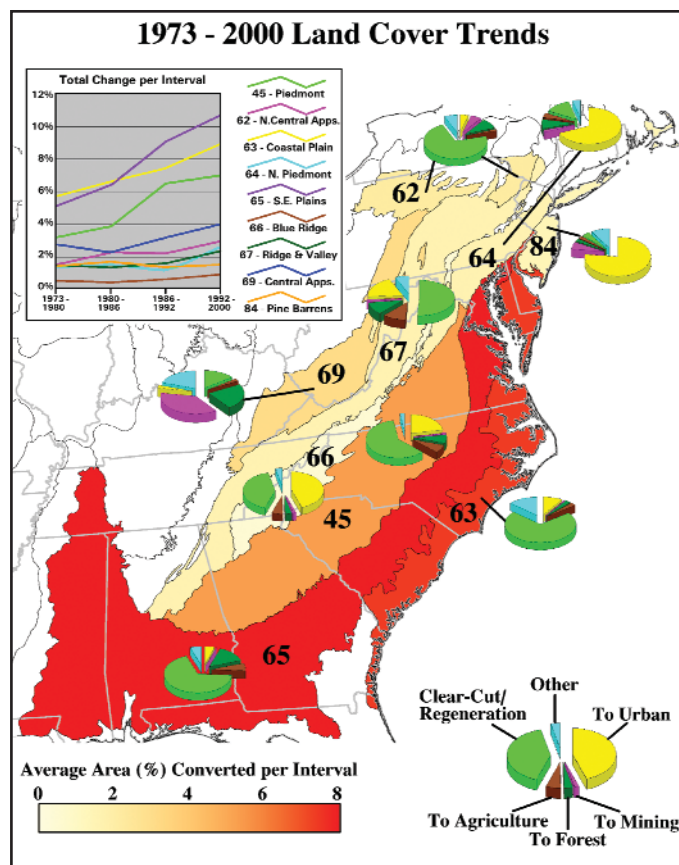 1973 - 2000 Land Cover Trends
Total Change per Interval
12%
10%
8%
6%
4%
2%
0%
1973 -
1980
1980 -
1986
1986 -
1992
1992 -
2000
45 - Piedmont
62 - N.Central Apps.
63 - Coastal Plain
64 - N. Piedmont
65 - S.E. Plains
66 - Blue Ridge
67 - Ridge & Valley
69 - Central Apps.
84 - Pine Barrens
62
64
84
67
69
66
45
63
65
Clear-Cut/
Regeneration
Other
To Urban
To Agriculture
To Forest
To Mining
Average Area (%) Converted per Interval
0 2 4 6 8